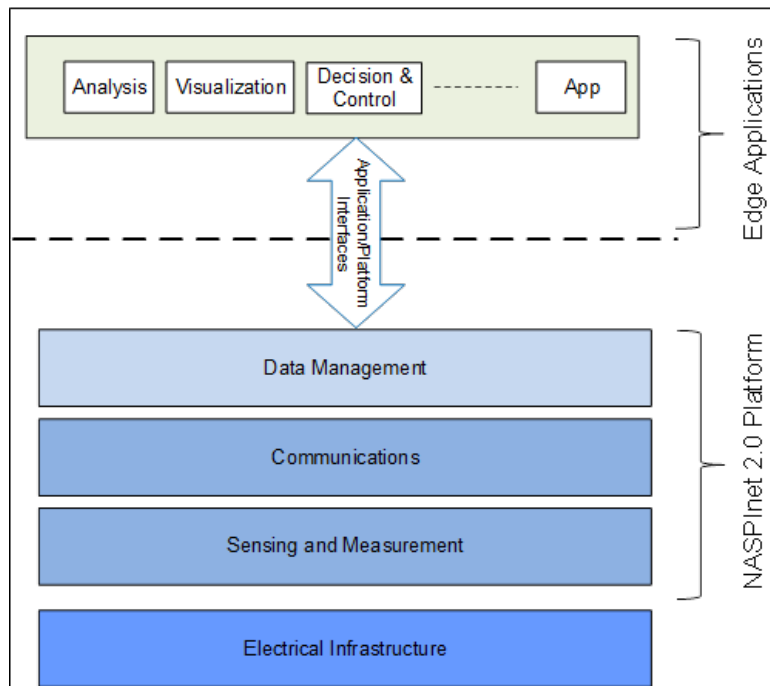 Analysis
Visualization
Decision &
Control
App
Edge Applications
Application/Platform
Interfaces
Data Management
Communications
Sensing and Measurement
NASPInet 2.0 Platform
Electrical Infrastructure